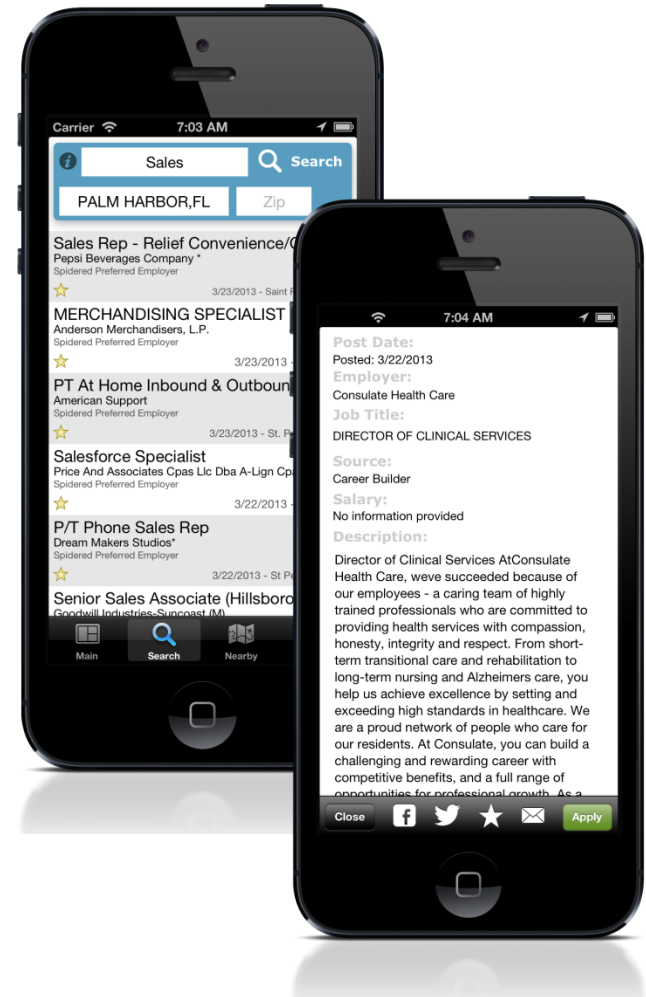 Carrier 7:03 AM
i Sales Search
PALM HARBOR,FL Zip
Sales Rep - Relief Convenience/
Pepsi Beverages Company *
Spidered Preferred Employer
3/23/2013 - Saint
MERCHANDISING SPECIALIST
Anderson Merchandisers, L.P.
Spidered Preferred Employer
3/23/2013 -
PT At Home Inbound & Outboun
American Support
Spidered Preferred Employer
3/23/2013 - St. P
Salesforce Specialist
Price And Associates Cpas Llc Dba A-Lign Cp
Spidered Preferred Employer
3/22/2013 -
P/T Phone Sales Rep
Dream Makers Studios*
Spidered Preferred Employer
3/22/2013 - St Pe
Senior Sales Associate (Hillsboro
Goodwill Industries-Suncoast (M)
Main Search Nearby
7:04 AM
Post Date:
Posted: 3/22/2013
Employer:
Consulate Health Care
Job Title:
DIRECTOR OF CLINICAL SERVICES
Source:
Career Builder
Salary:
No information provided
Description:
Director of Clinical Services AtConsulate
Health Care, weve succeeded because of
our employees - a caring team of highly
trained professionals who are committed to
providing health services with compassion,
honesty, integrity and respect. From short-
term transitional care and rehabilitation to
long-term nursing and Alzheimers care, you
help us achieve excellence by setting and
exceeding high standards in healthcare. We
are a proud network of people who care for
our residents. At Consulate, you can build a
challenging and rewarding career with
competitive benefits, and a full range of
opportunities for professional growth. As a
Close f Apply